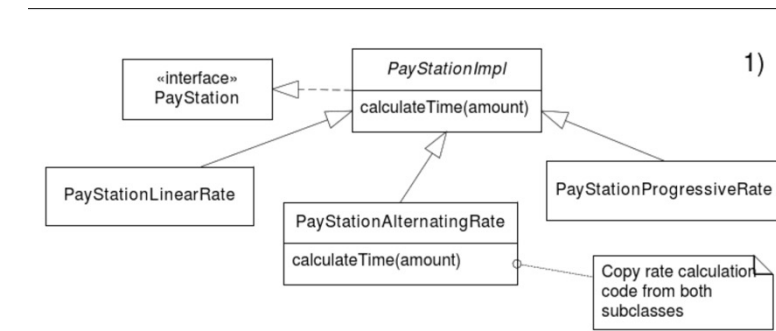 1)
«interface»
PayStation
PayStationImpl
calculateTime(amount)
PayStationLinearRate
PayStationAlternatingRate
calculateTime(amount)
PayStationProgressiveRate
Copy rate calculation
code from both
subclasses